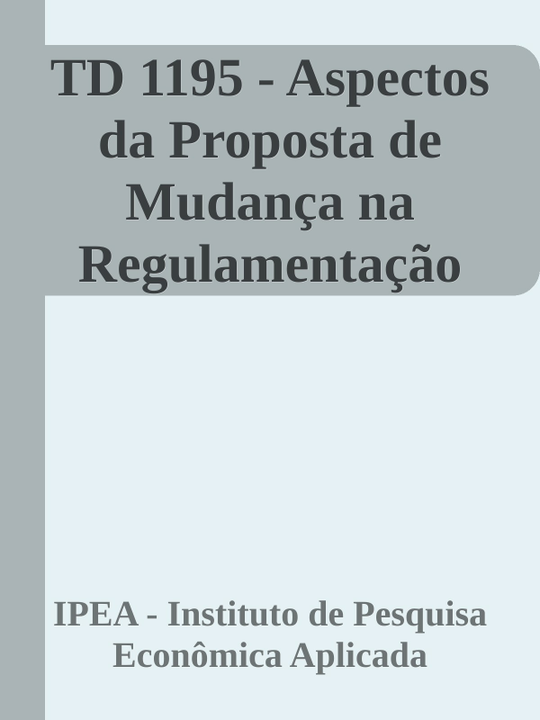 TD 1195 - Aspectos
da Proposta de
Mudança na
Regulamentação
IPEA - Instituto de Pesquisa
Econômica Aplicada